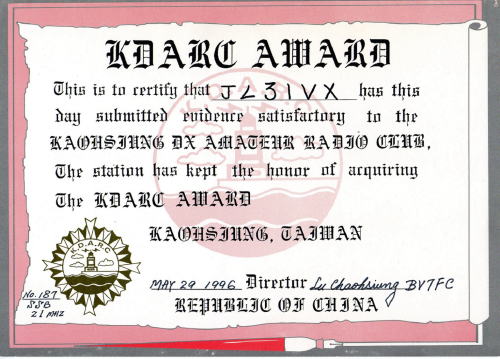 KDARC AWARD
This is to certify that JL3IVX has this
day submitted evidence satisfactory to the
KAOHSIUNG DX AMATEUR RADIO CLUB,
The station has kept the honor of acquiring
The KDARC AWARD
KAOHSIUNG, TAIWAN
K.D.A.R.C
MAY 29 1996 Director Lu Chaohsiung BV7FC
REPUBLIC OF CHINA
No. 187
SSB
21 MHZ